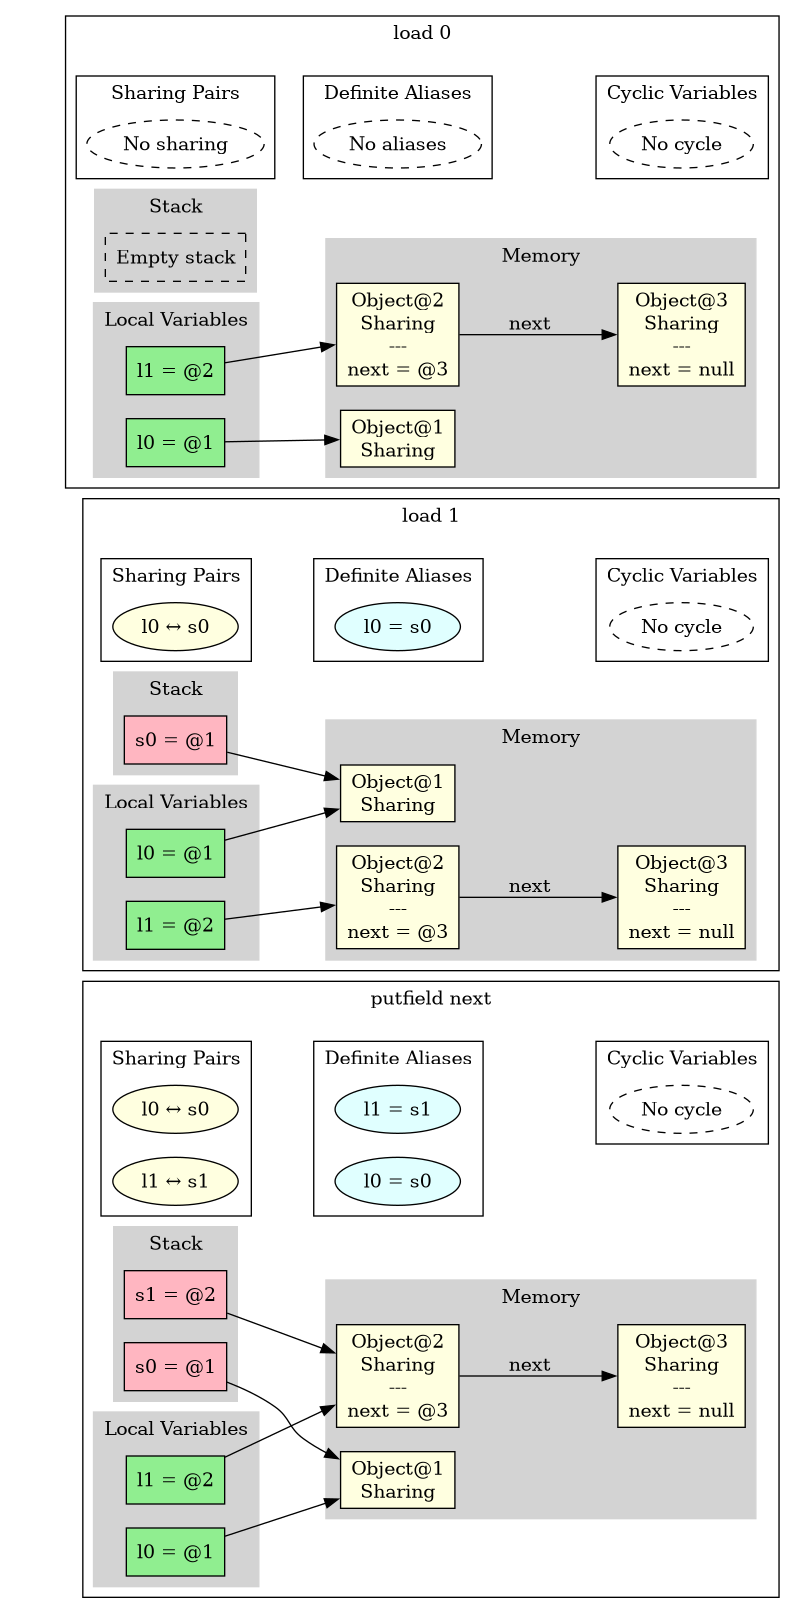 load 0
Sharing Pairs
No sharing
Definite Aliases
No aliases
Cyclic Variables
No cycle
Stack
Empty stack
Local Variables
l1 = @2
l0 = @1
Memory
Object@2
Sharing
---
next = @3
next
Object@3
Sharing
---
next = null
Object@1
Sharing
load 1
Sharing Pairs
l0 ↔ s0
Definite Aliases
l0 = s0
Cyclic Variables
No cycle
Stack
s0 = @1
Local Variables
l0 = @1
l1 = @2
Memory
Object@1
Sharing
Object@2
Sharing
---
next = @3
next
Object@3
Sharing
---
next = null
putfield next
Sharing Pairs
l0 ↔ s0
l1 ↔ s1
Definite Aliases
l1 = s1
l0 = s0
Cyclic Variables
No cycle
Stack
s1 = @2
s0 = @1
Local Variables
l1 = @2
l0 = @1
Memory
Object@2
Sharing
---
next = @3
next
Object@3
Sharing
---
next = null
Object@1
Sharing